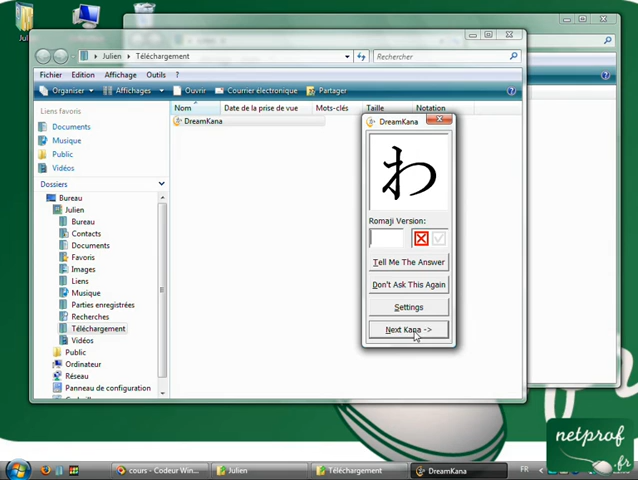 Julien
Julien ▸ Téléchargement
Rechercher
Fichier Edition Affichage Outils ?
Organiser Affichages Ouvrir Courrier électronique Partager
Liens favoris
Documents
Musique
Public
Vidéos
Dossiers
Nom Date de la prise de vue Mots-clés Taille Notation
DreamKana
Bureau
Julien
Bureau
Contacts
Documents
Favoris
Images
Liens
Musique
Parties enregistrées
Recherches
Téléchargement
Vidéos
Public
Ordinateur
Réseau
Panneau de configuration
DreamKana
わ
Romaji Version:
Tell Me The Answer
Don't Ask This Again
Settings
Next Kana ->
netprof
.fr
cours - Codeur Win... Julien Téléchargement DreamKana FR